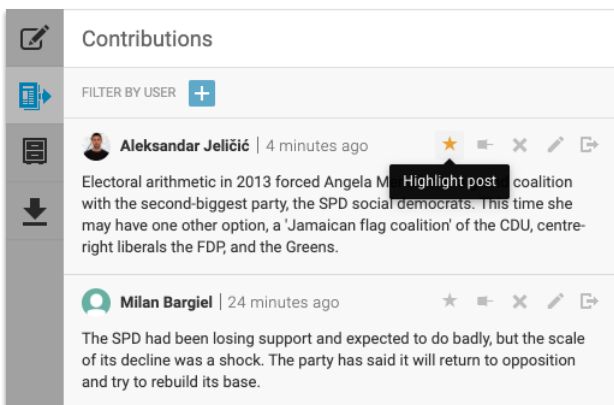 Contributions
FILTER BY USER
Aleksandar Jeličić | 4 minutes ago
Highlight post
Electoral arithmetic in 2013 forced Angela M coalition
with the second-biggest party, the SPD social democrats. This time she
may have one other option, a 'Jamaican flag coalition' of the CDU, centre-
right liberals the FDP, and the Greens.
Milan Bargiel | 24 minutes ago
The SPD had been losing support and expected to do badly, but the scale
of its decline was a shock. The party has said it will return to opposition
and try to rebuild its base.